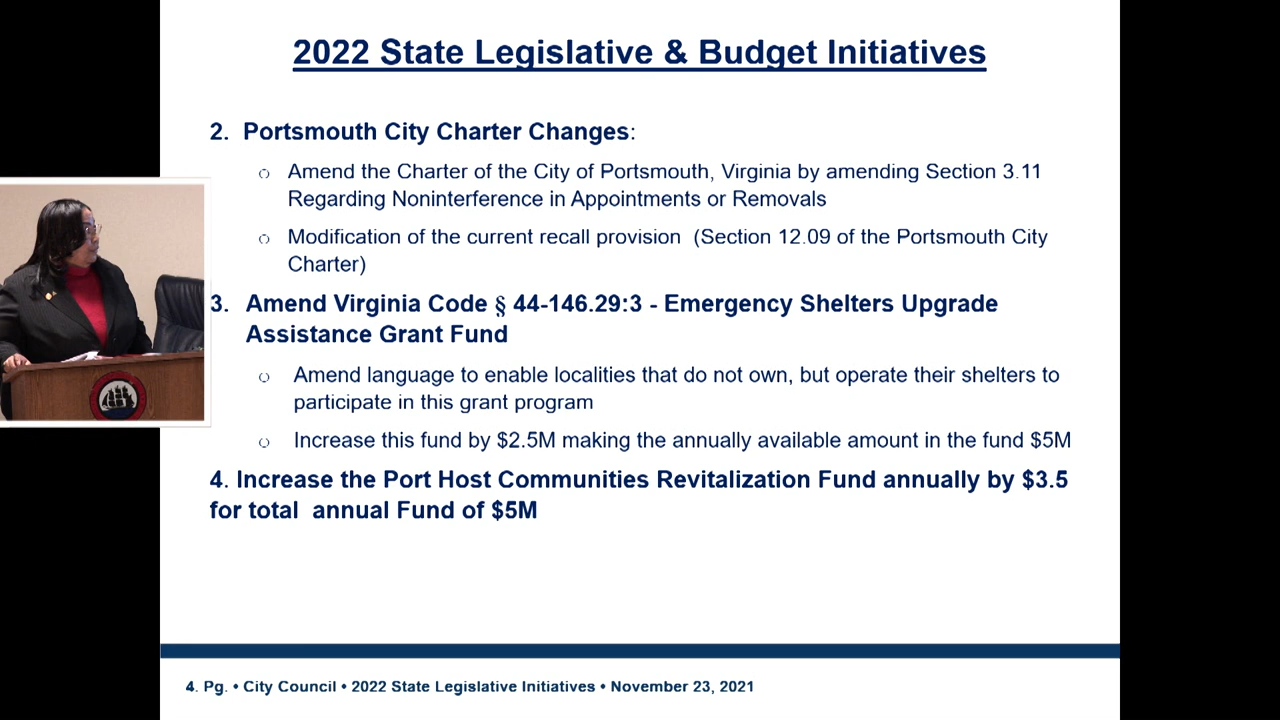 2022 State Legislative & Budget Initiatives
2. Portsmouth City Charter Changes:
Amend the Charter of the City of Portsmouth, Virginia by amending Section 3.11
Regarding Noninterference in Appointments or Removals
Modification of the current recall provision (Section 12.09 of the Portsmouth City
Charter)
3. Amend Virginia Code § 44-146.29:3 - Emergency Shelters Upgrade
Assistance Grant Fund
Amend language to enable localities that do not own, but operate their shelters to
participate in this grant program
Increase this fund by $2.5M making the annually available amount in the fund $5M
4. Increase the Port Host Communities Revitalization Fund annually by $3.5
for total annual Fund of $5M
4. Pg. • City Council • 2022 State Legislative Initiatives • November 23, 2021